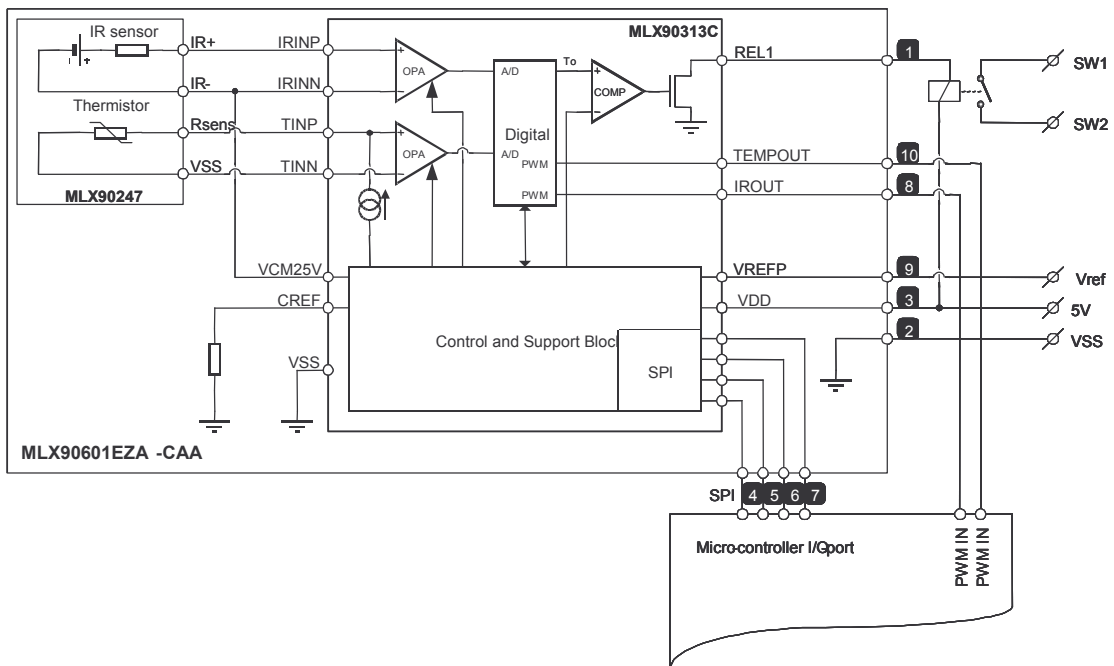 MLX90313C
IR sensor
IR+
IRINP
OPA
A/D
To
COMP
REL1
1
SW1
IR-
IRINN
SW2
Thermistor
Rsens
TINP
OPA
A/D
Digital
PWM
TEMPOUT
10
VSS
TINN
PWM
IROUT
8
MLX90247
VCM25V
VREFP
9
Vref
CREF
VDD
3
5V
2
VSS
Control and Support Block
VSS
SPI
MLX90601EZA -CAA
SPI
4
5
6
7
Micro-controller I/Oport
PWM IN
PWM IN